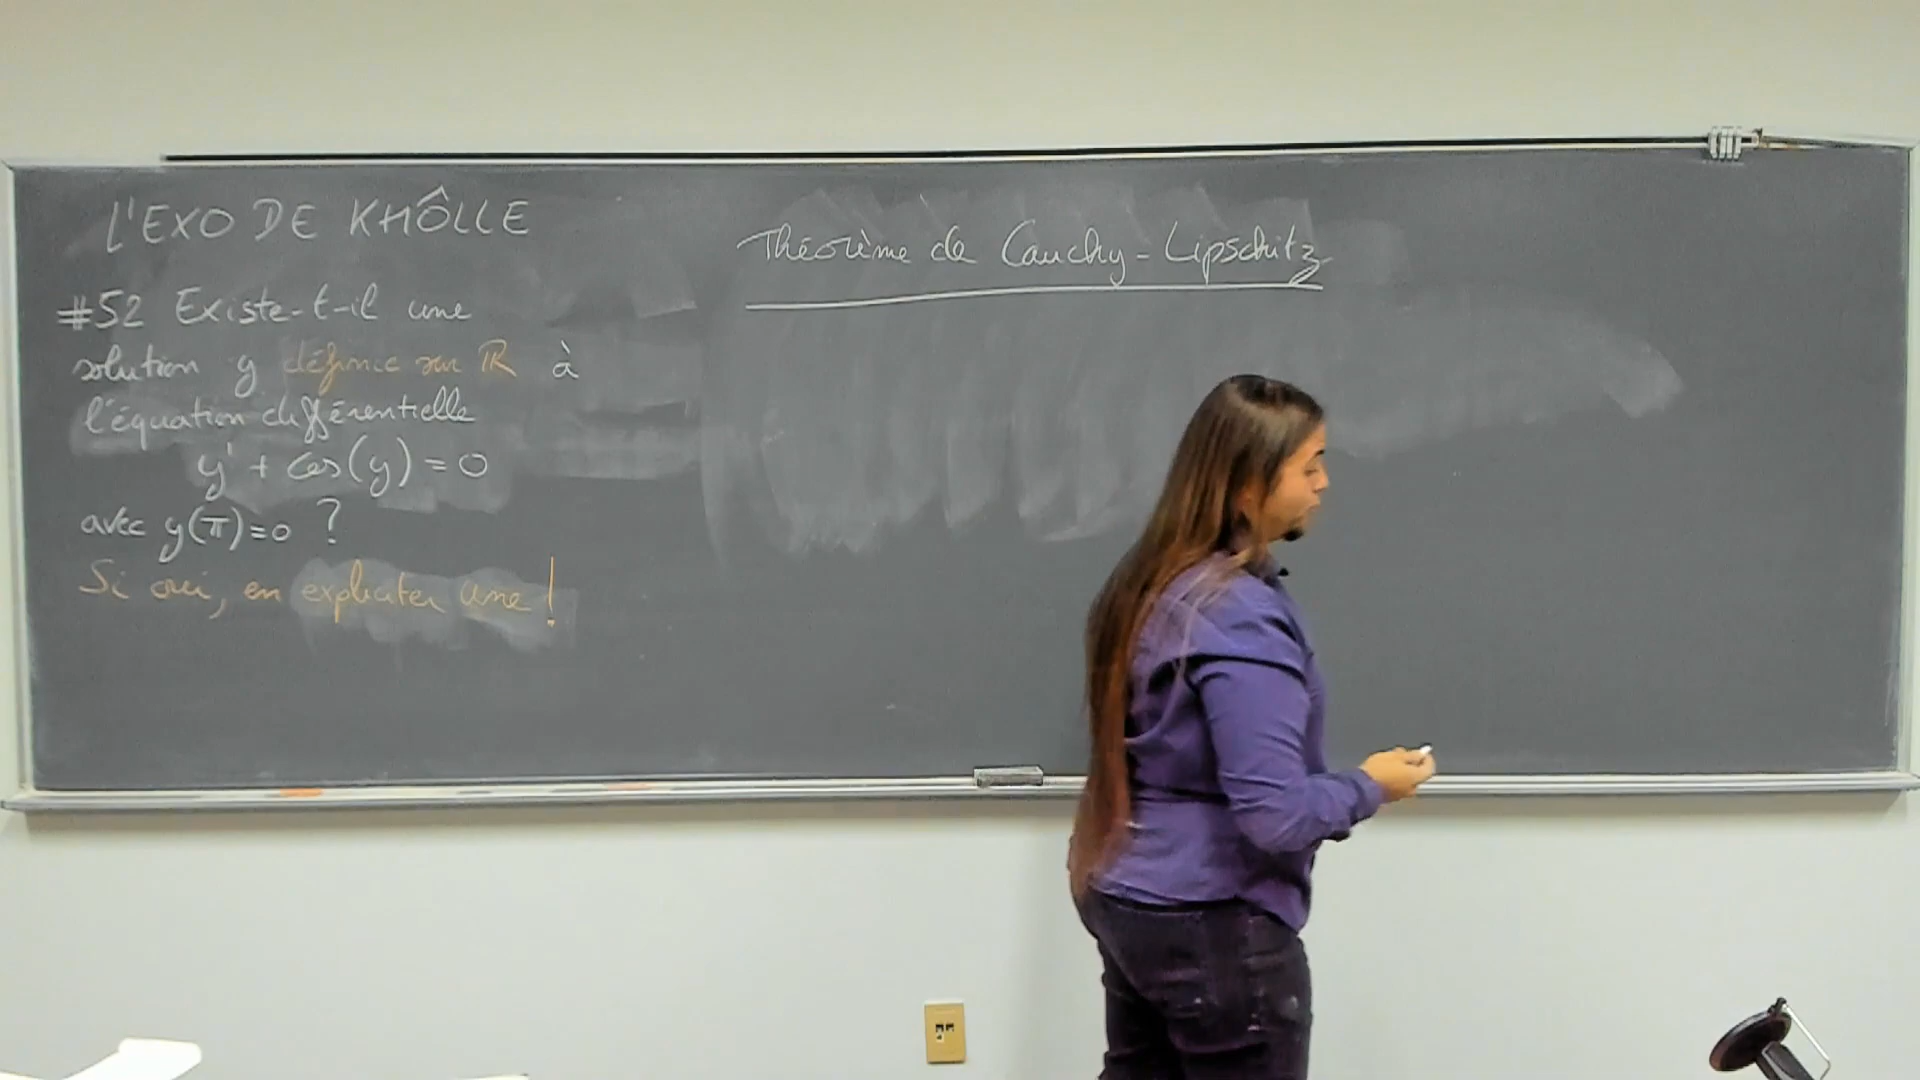 L'EXO DE KHÔLLE
#52 Existe-t-il une
solution y définie sur ℝ à
l'équation différentielle
y' + cos(y) = 0
avec y(π)=0 ?
Si oui, en expliciter une !
Théorème de Cauchy-Lipschitz